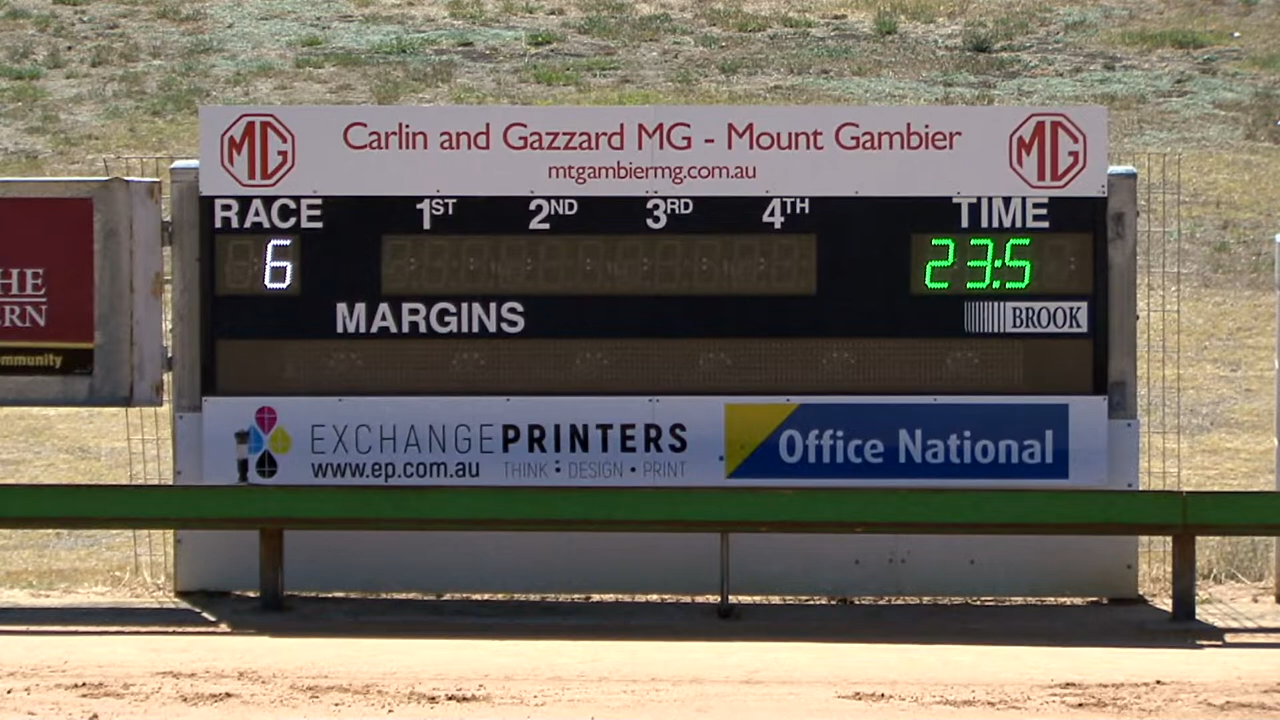 MG Carlin and Gazzard MG - Mount Gambier MG
mtgambiermg.com.au
RACE 1ST 2ND 3RD 4TH TIME
6 23:5
MARGINS BROOK
HE
ERN
mmunity
EXCHANGEPRINTERS
www.ep.com.au THINK : DESIGN • PRINT
Office National